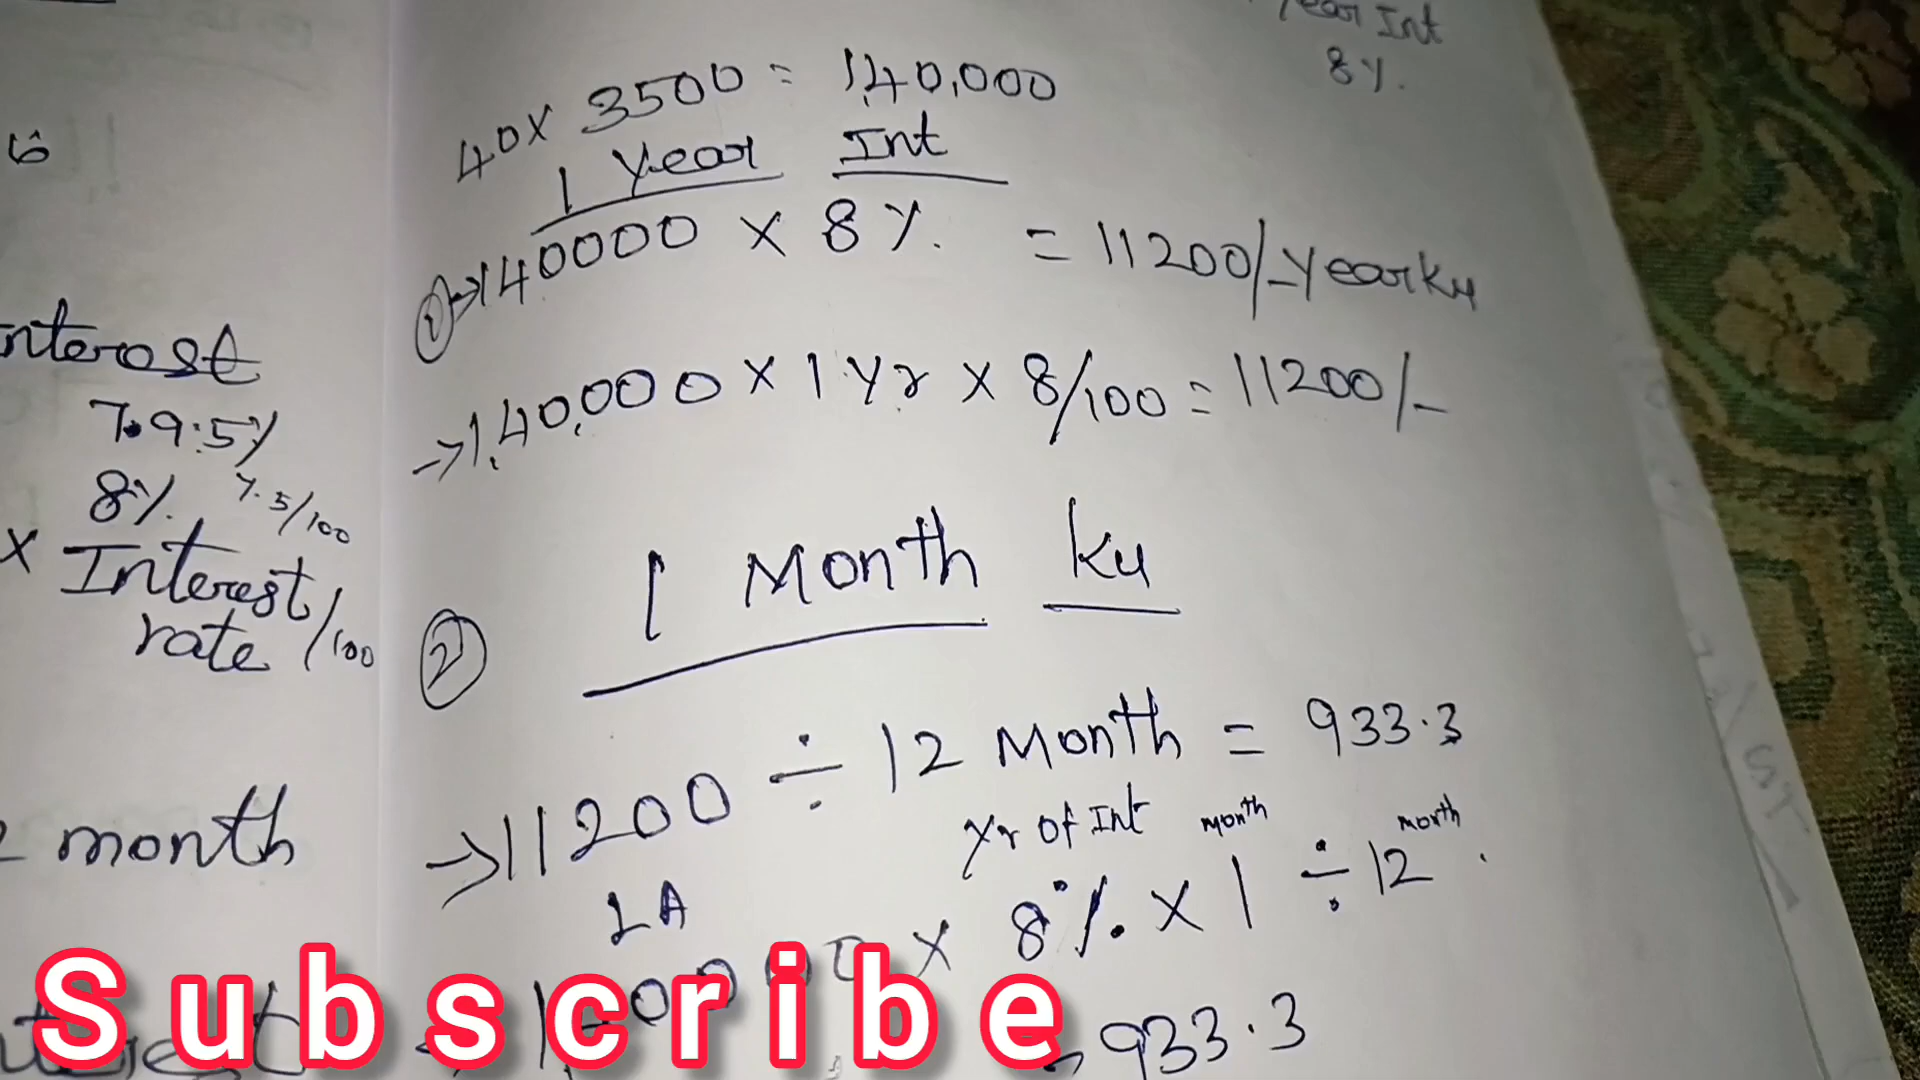 year Int
8%.
6
40 x 3500 = 1,40,000
1 Year Int
① → 140000 x 8%. = 11200/- yearku
→ 1,40,000 x 1 yr x 8/100 = 11200/-
nterest
7.9.5%
8%.
7.5/100
x Interest rate /100
② 1 Month ku
→ 11200 ÷ 12 Month = 933.3
month
LA yr of Int month month
x 8%. x 1 ÷ 12
= 933.3
Subscribe